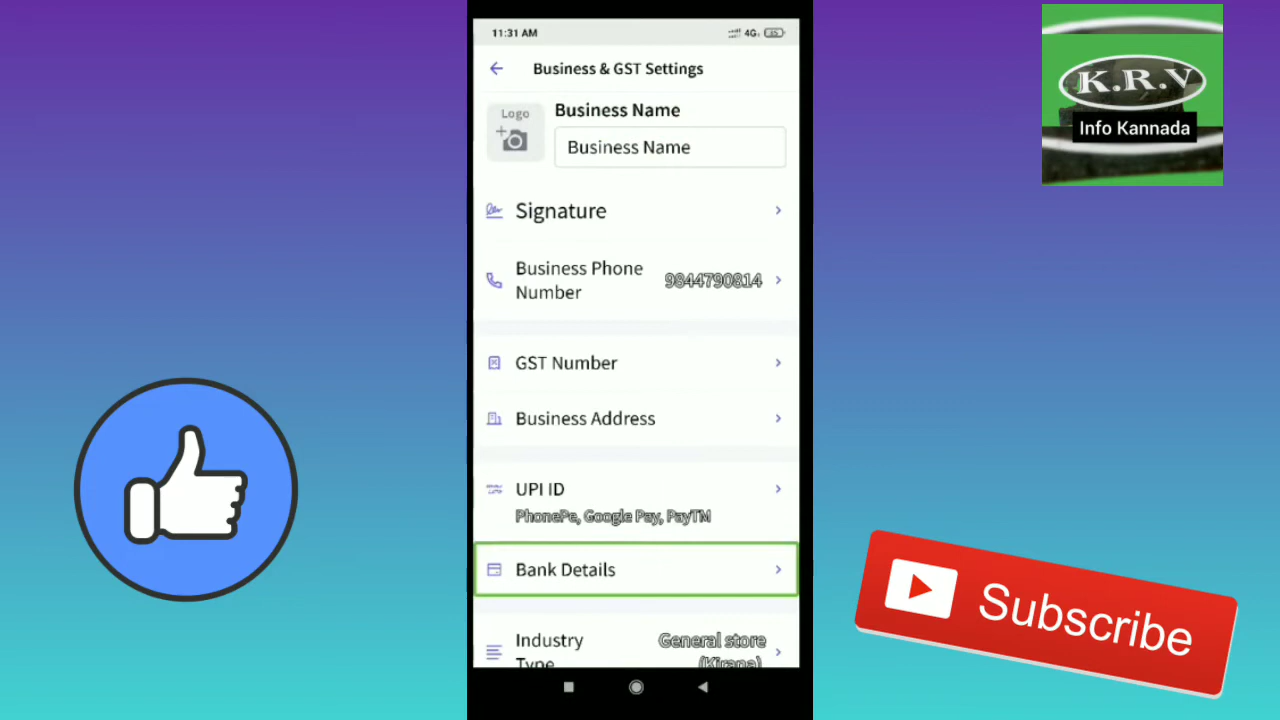 11:31 AM
4G
Business & GST Settings
Logo
Business Name
Business Name
Signature
Business Phone
Number
9844790814
GST Number
Business Address
UPI ID
PhonePe, Google Pay, PayTM
Bank Details
Industry
Type
General store
(Kirana)
K.R.V
Info Kannada
Subscribe